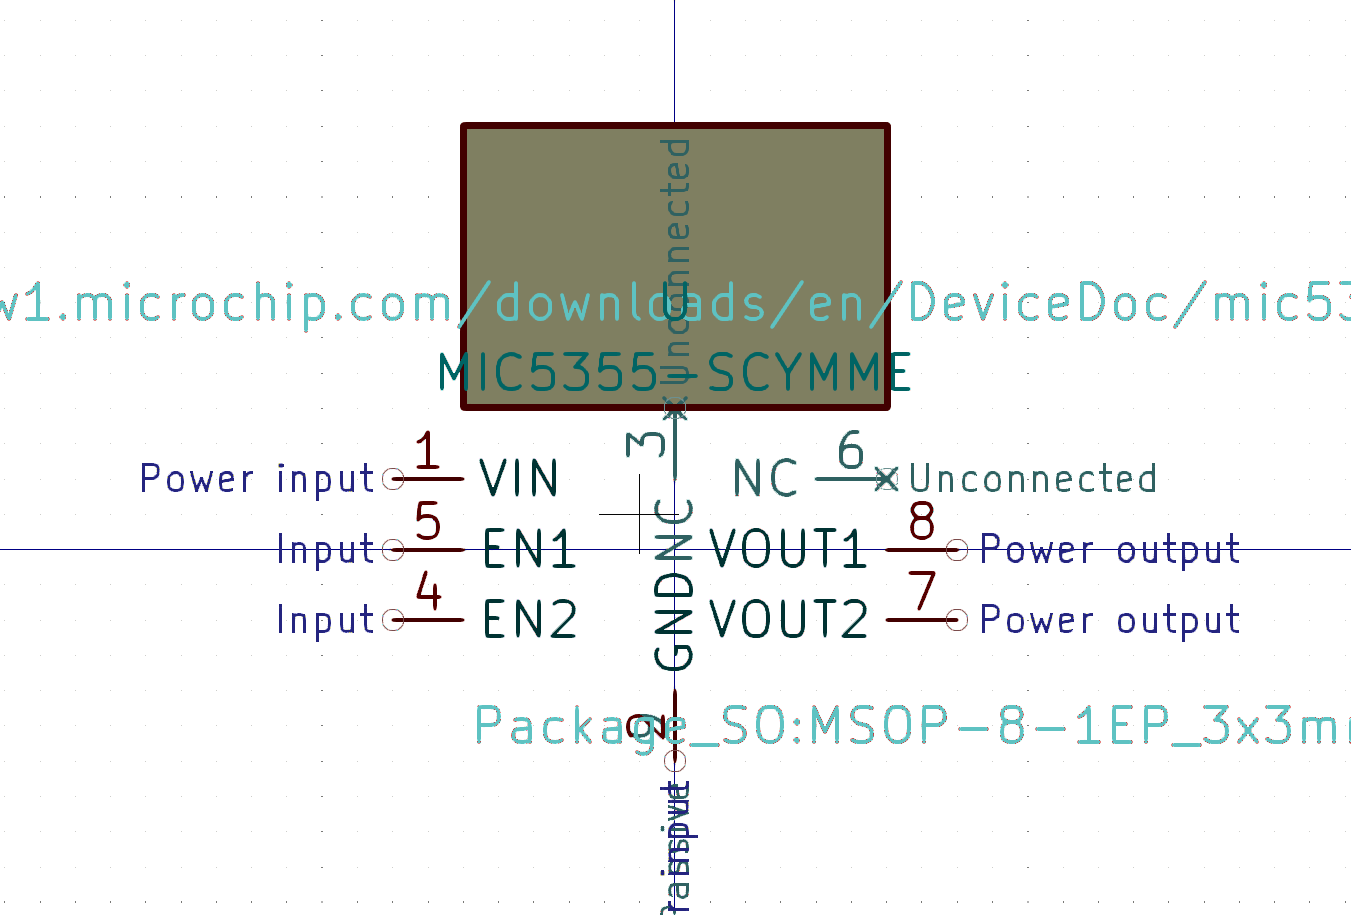 Unconnected
U
w1.microchip.com/downloads/en/DeviceDoc/mic53
MIC5355-SCYMME
3
1
6
Power input
VIN
NC
Unconnected
5
8
Input
EN1
NC
VOUT1
Power output
4
7
Input
EN2
GND
VOUT2
Power output
2
Package_SO:MSOP-8-1EP_3x3m
input